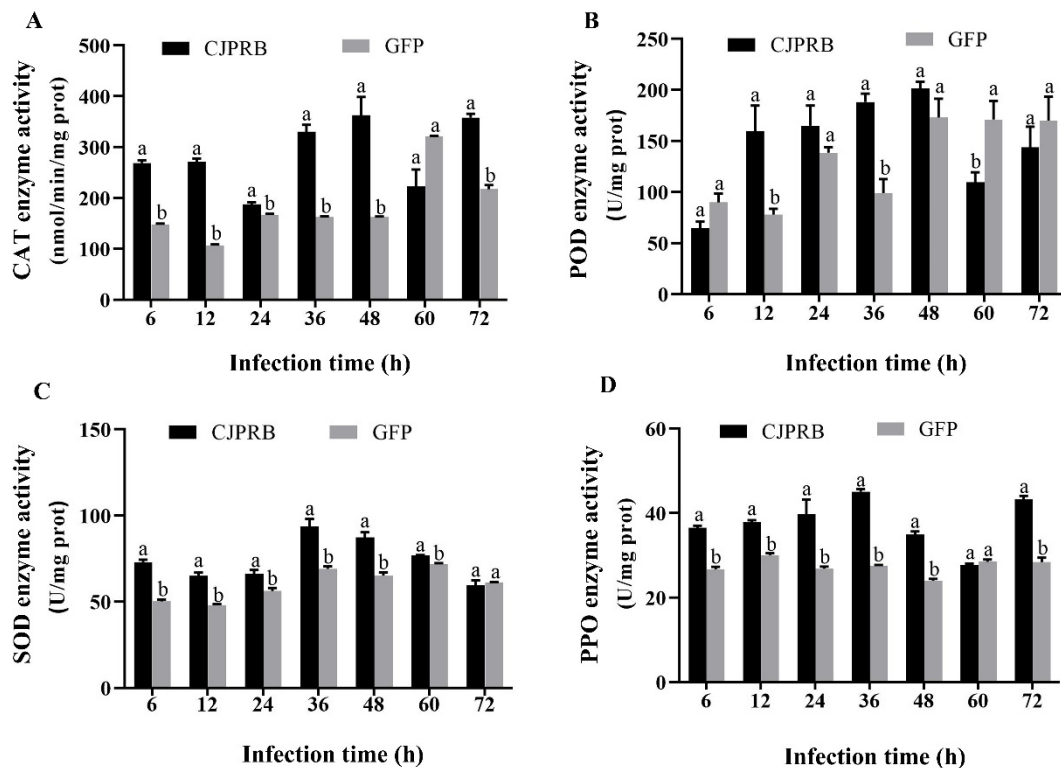 A
CJPRB GFP
CAT enzyme activity
(nmol/min/mg prot)
500
400
300
200
100
0
a b a b a b a b a b a a a b
6 12 24 36 48 60 72
Infection time (h)
B
CJPRB GFP
POD enzyme activity
(U/mg prot)
250
200
150
100
50
0
a a a b a a a b a a b a a a
6 12 24 36 48 60 72
Infection time (h)
C
CJPRB GFP
SOD enzyme activity
(U/mg prot)
150
100
50
0
a b a b a b a b a b a b a a
6 12 24 36 48 60 72
Infection time (h)
D
CJPRB GFP
PPO enzyme activity
(U/mg prot)
60
40
20
0
a b a b a b a b a b a a a b
6 12 24 36 48 60 72
Infection time (h)